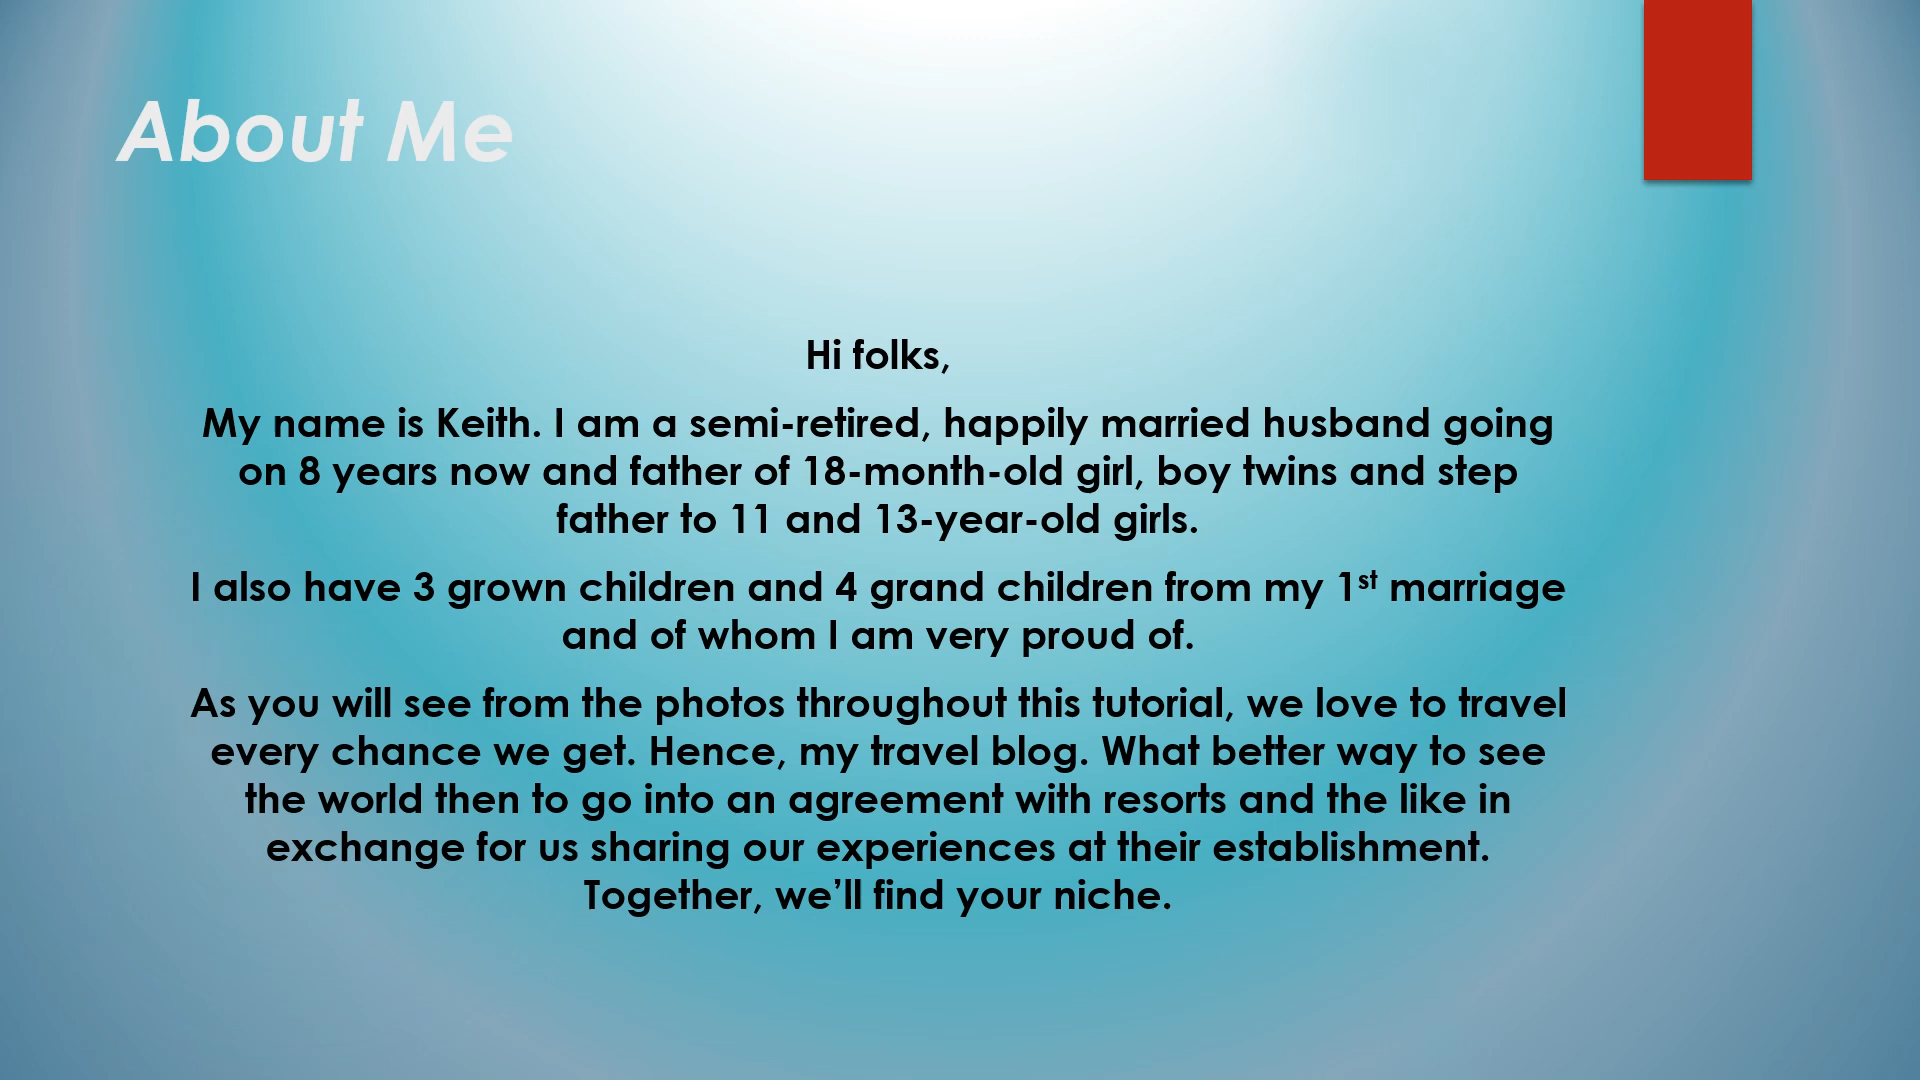 About Me
Hi folks,
My name is Keith. I am a semi-retired, happily married husband going
on 8 years now and father of 18-month-old girl, boy twins and step
father to 11 and 13-year-old girls.
I also have 3 grown children and 4 grand children from my 1st marriage
and of whom I am very proud of.
As you will see from the photos throughout this tutorial, we love to travel
every chance we get. Hence, my travel blog. What better way to see
the world then to go into an agreement with resorts and the like in
exchange for us sharing our experiences at their establishment.
Together, we’ll find your niche.